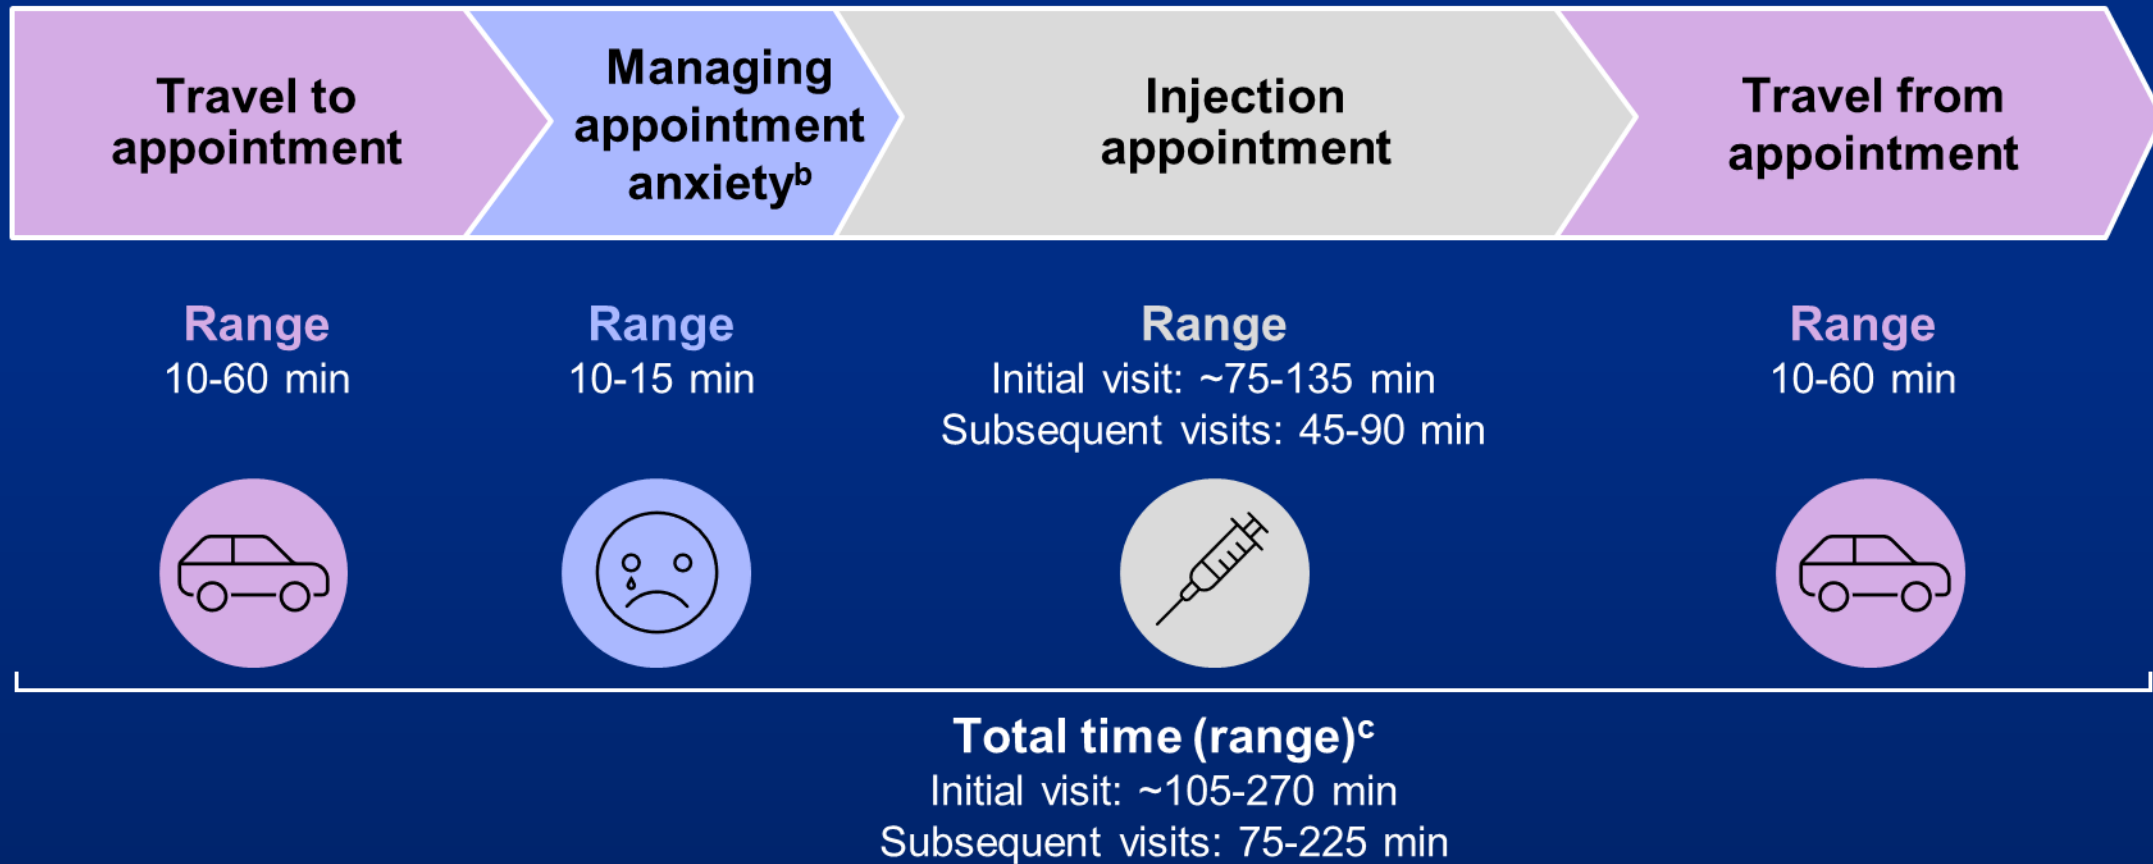 Travel to
appointment
Managing
appointment
anxietyᵇ
Injection
appointment
Travel from
appointment
Range
10-60 min
Range
10-15 min
Range
Initial visit: ~75-135 min
Subsequent visits: 45-90 min
Range
10-60 min
Total time (range)ᶜ
Initial visit: ~105-270 min
Subsequent visits: 75-225 min